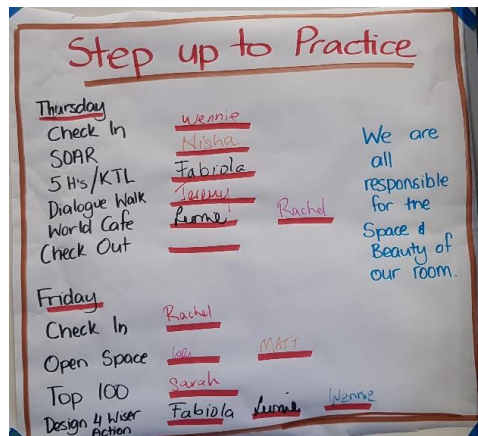 Step up to Practice
Thursday
Check In Wennie
SOAR Nisha
5 H's/KTL Fabiola
Dialogue Walk Jeremy
World Cafe Rachel
Check Out
We are
all
responsible
for the
Space &
Beauty of
our room.
Friday
Check In Rachel
Open Space Lori MATT
Top 100 Sarah
Design 4 Wiser Fabiola Wennie
Action